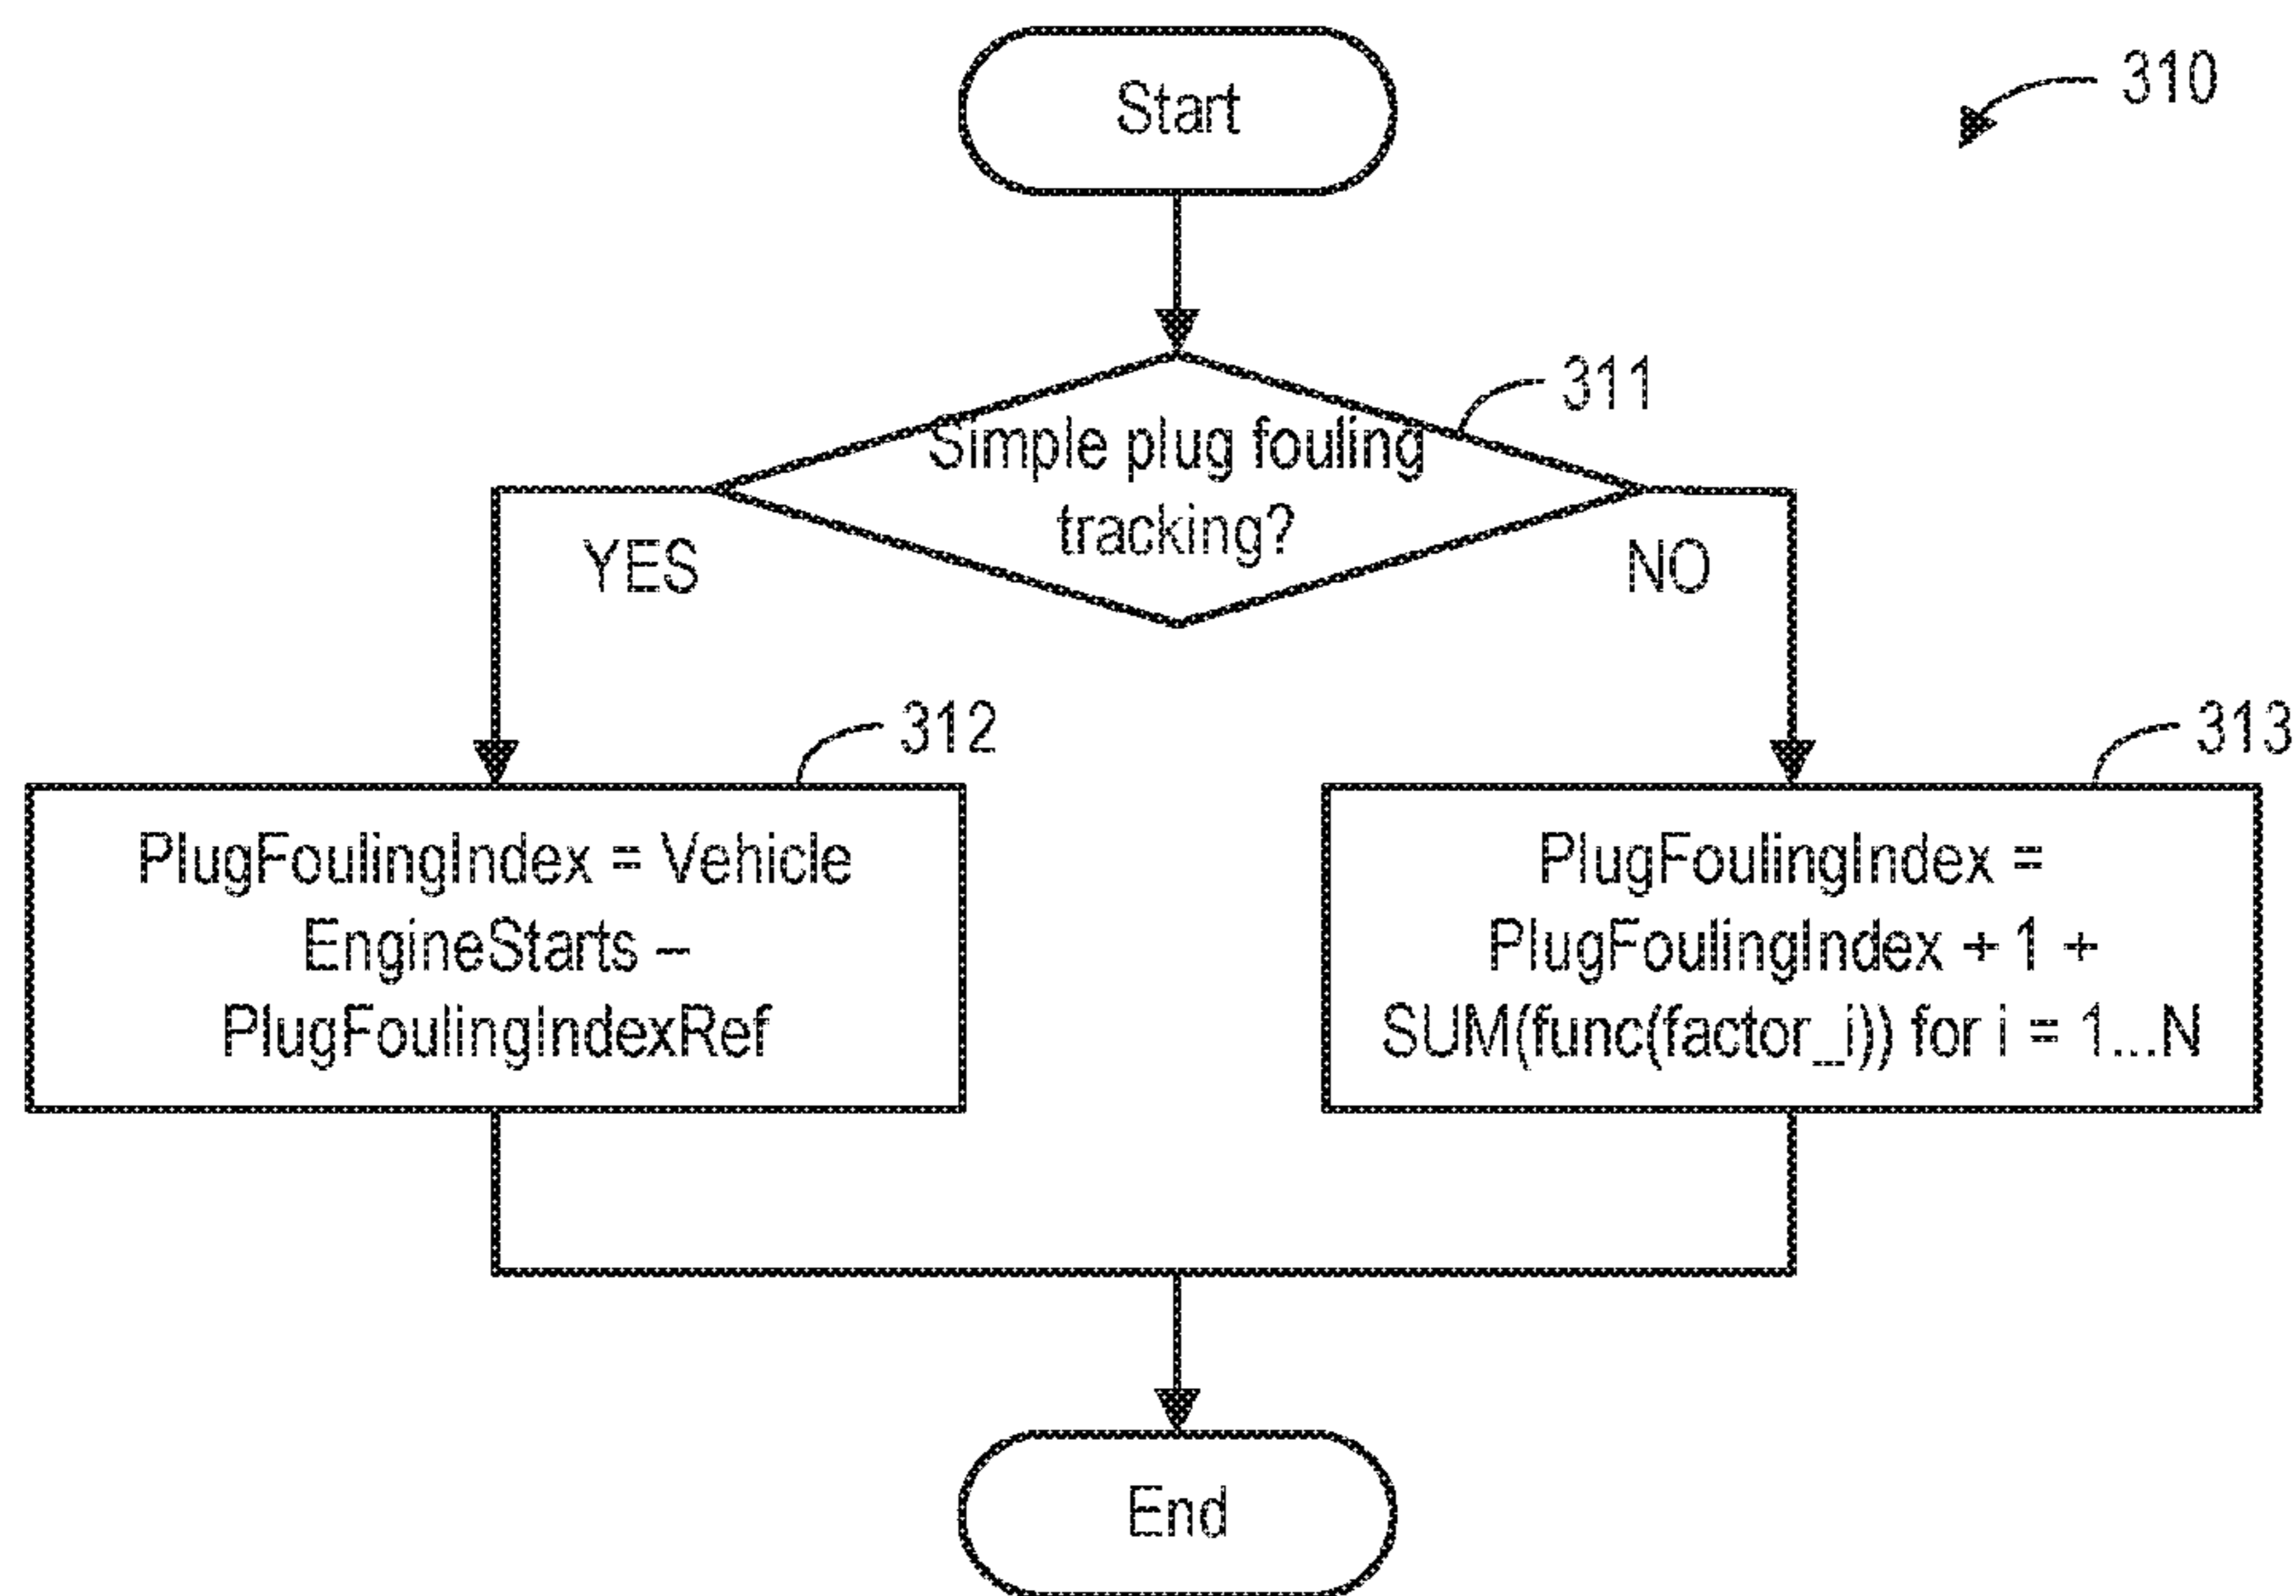 Start
310
311
Simple plug fouling
tracking?
YES
NO
312
313
PlugFoulingIndex = Vehicle
EngineStarts –
PlugFoulingIndexRef
PlugFoulingIndex =
PlugFoulingIndex + 1 +
SUM(func(factor_i)) for i = 1...N
End